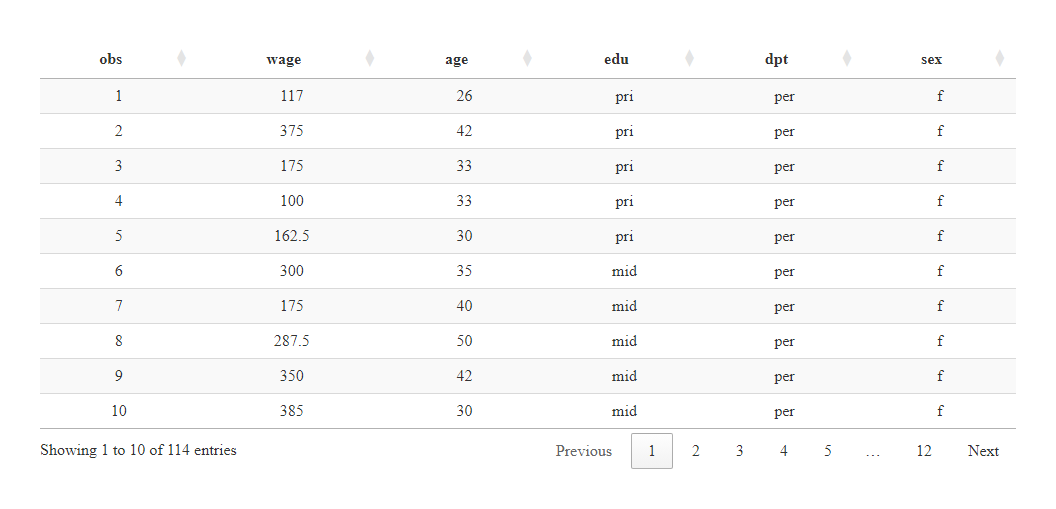 obs wage age edu dpt sex
1 117 26 pri per f
2 375 42 pri per f
3 175 33 pri per f
4 100 33 pri per f
5 162.5 30 pri per f
6 300 35 mid per f
7 175 40 mid per f
8 287.5 50 mid per f
9 350 42 mid per f
10 385 30 mid per f
Showing 1 to 10 of 114 entries Previous 1 2 3 4 5 … 12 Next